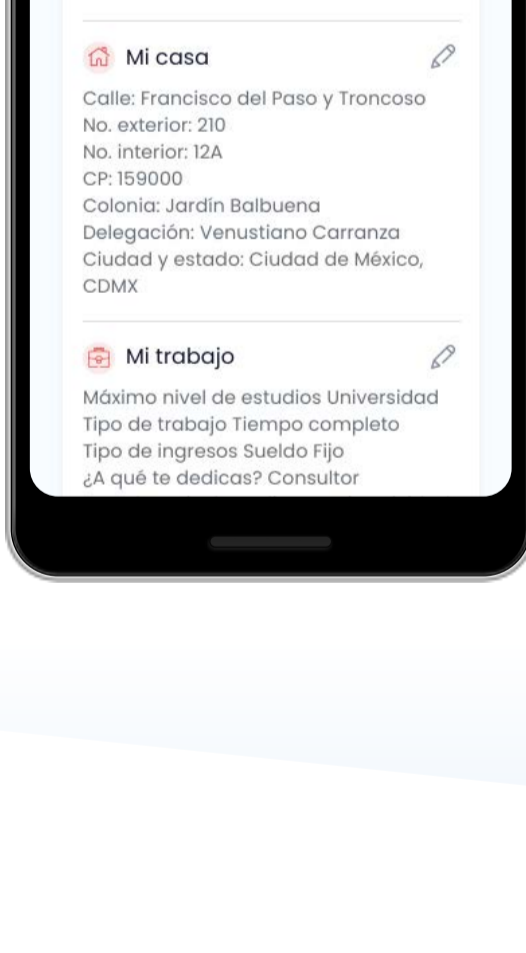 Mi casa
Calle: Francisco del Paso y Troncoso
No. exterior: 210
No. interior: 12A
CP: 159000
Colonia: Jardín Balbuena
Delegación: Venustiano Carranza
Ciudad y estado: Ciudad de México,
CDMX
Mi trabajo
Máximo nivel de estudios Universidad
Tipo de trabajo Tiempo completo
Tipo de ingresos Sueldo Fijo
¿A qué te dedicas? Consultor